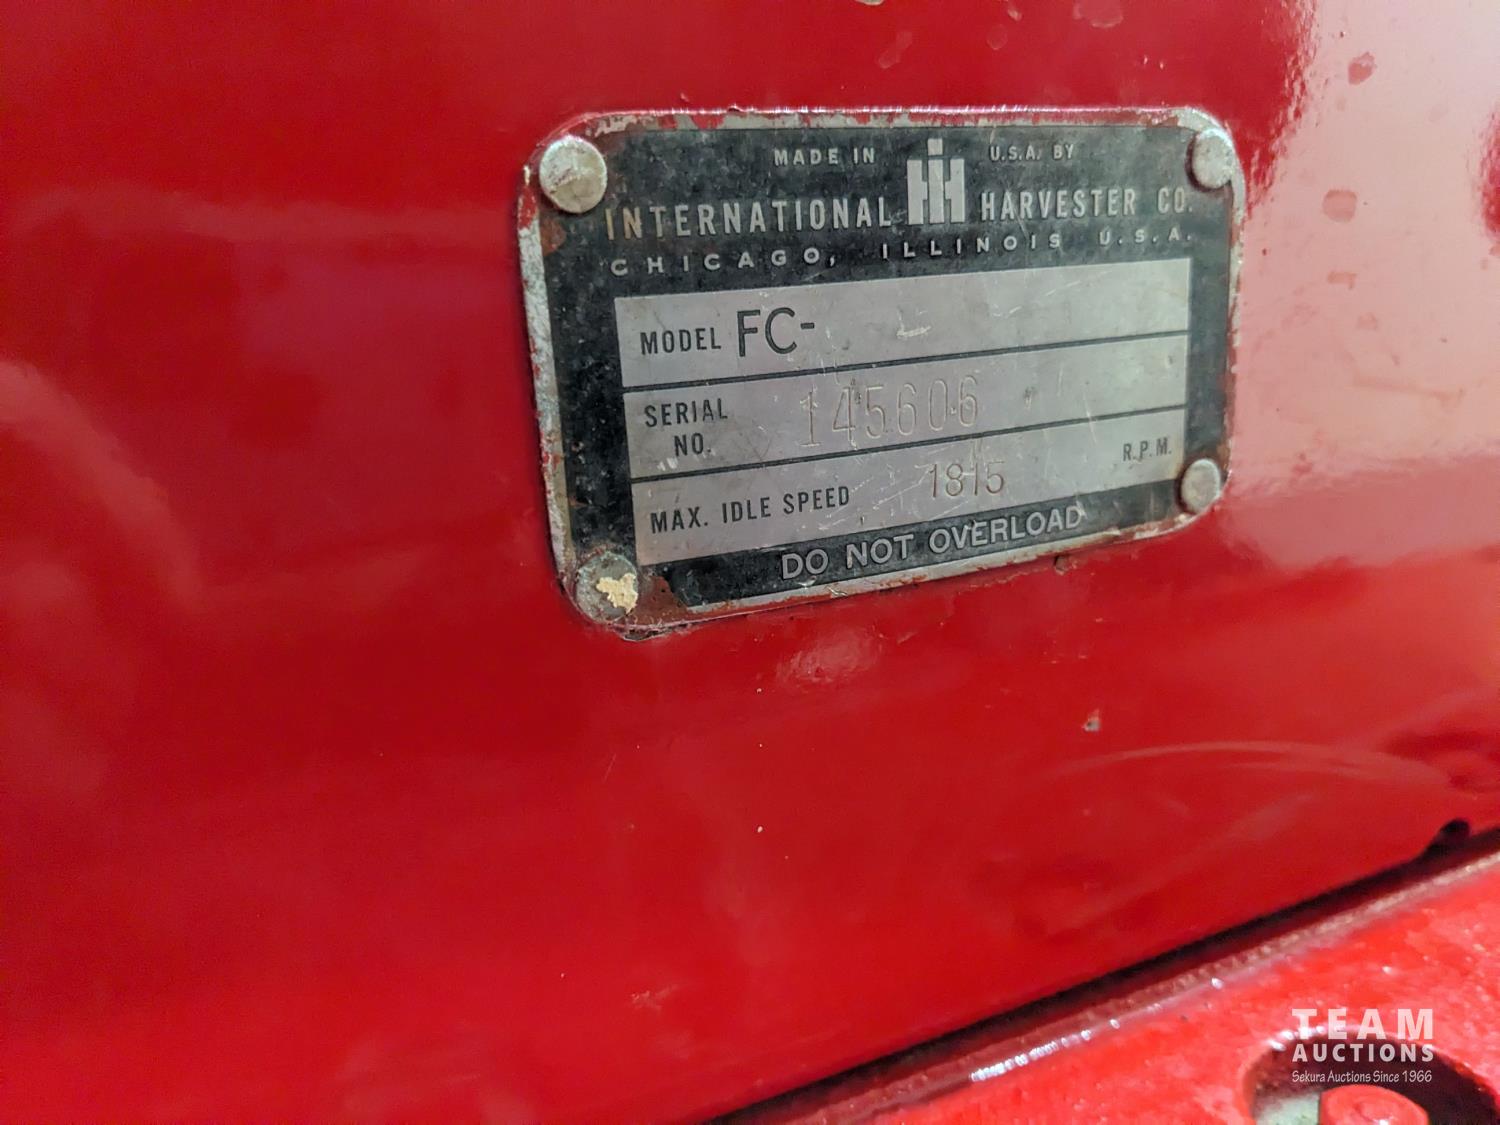 MADE IN IH U.S.A. BY
INTERNATIONAL HARVESTER CO.
CHICAGO, ILLINOIS U.S.A.
MODEL FC-
SERIAL NO. 145606
MAX. IDLE SPEED 1815 R.P.M.
DO NOT OVERLOAD
TEAM
AUCTIONS
Sekura Auctions Since 1966